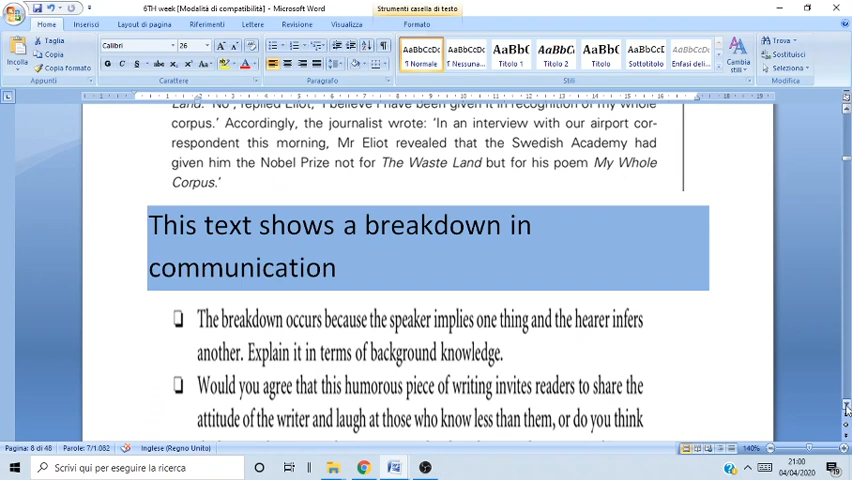 6TH week [Modalità di compatibilità] - Microsoft Word
Strumenti casella di testo
Home Inserisci Layout di pagina Riferimenti Lettere Revisione Visualizza Formato
Incolla
Taglia
Copia
Copia formato
Appunti
Calibri 26
Carattere
Paragrafo
AaBbCcDc AaBbCcDc AaBbC AaBbCc AaBbC AaBbCcI AaBbCcDc
¶ Normale ¶ Nessuna... Titolo 1 Titolo 2 Titolo Sottotitolo Enfasi deli...
Stili
Cambia
stili
Trova
Sostituisci
Seleziona
Modifica
Land. 'No', replied Eliot, 'I believe I have been given it in recognition of my whole
corpus.' Accordingly, the journalist wrote: 'In an interview with our airport cor-
respondent this morning, Mr Eliot revealed that the Swedish Academy had
given him the Nobel Prize not for The Waste Land but for his poem My Whole
Corpus.'
This text shows a breakdown in
communication
❑ The breakdown occurs because the speaker implies one thing and the hearer infers
another. Explain it in terms of background knowledge.
❑ Would you agree that this humorous piece of writing invites readers to share the
attitude of the writer and laugh at those who know less than them, or do you think
Pagina: 8 di 48 Parole: 7/1.082 Inglese (Regno Unito) 140%
Scrivi qui per eseguire la ricerca
21:00
04/04/2020
19